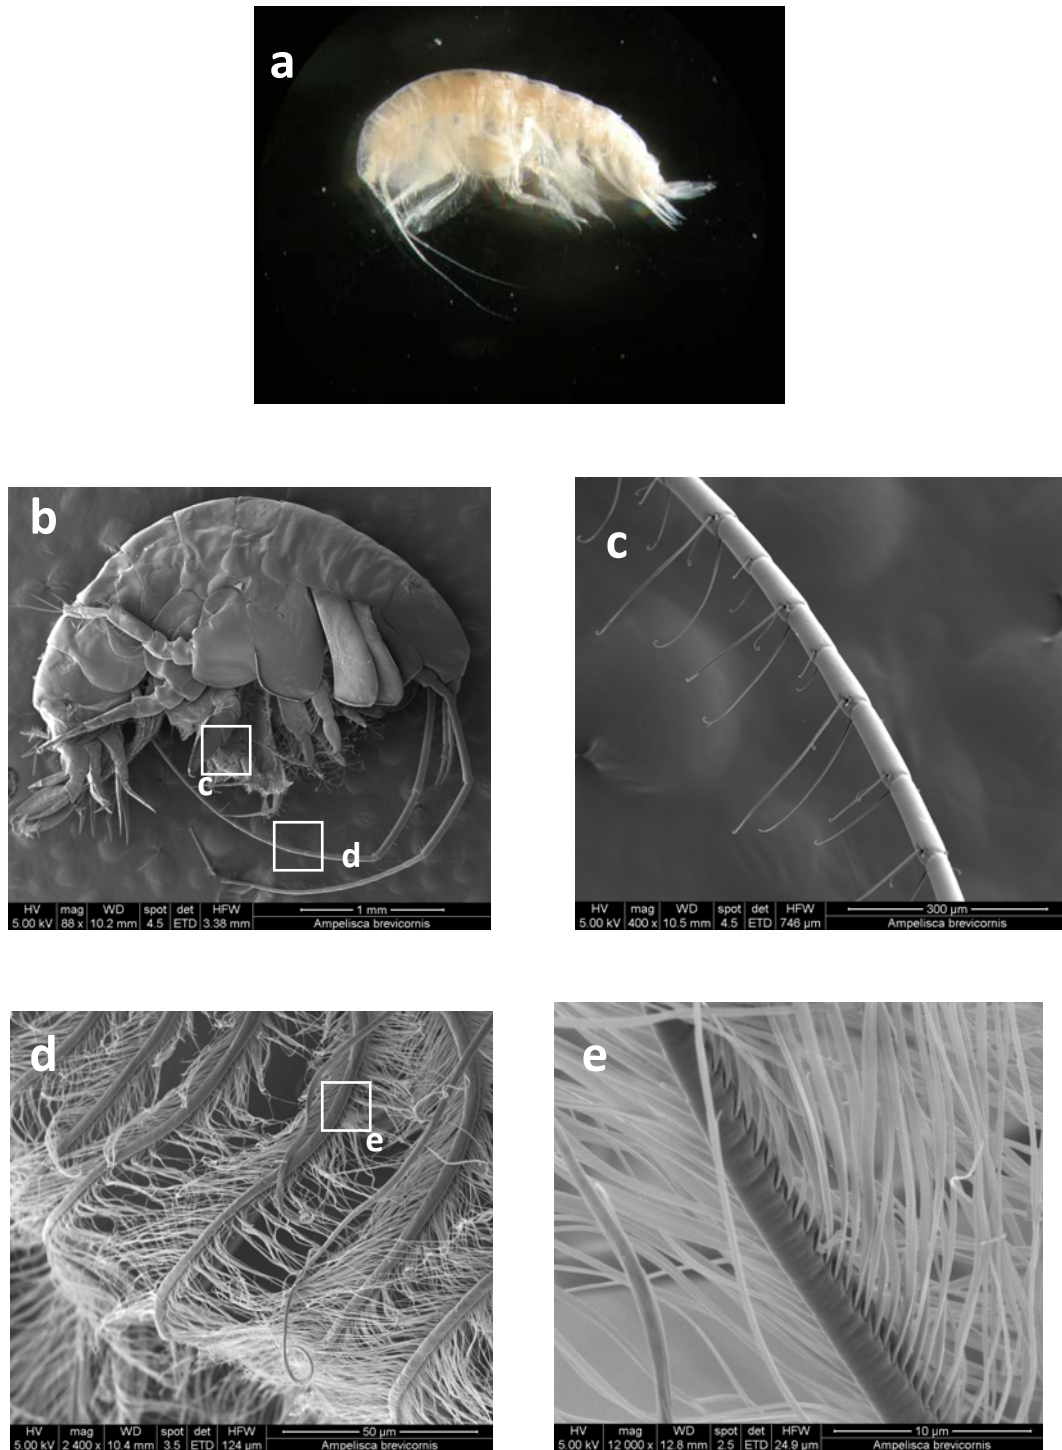 a
b
c
d
HV mag WD spot det HFW 1 mm
5.00 kV 88 x 10.2 mm 4.5 ETD 3.38 mm Ampelisca brevicornis
c
HV mag WD spot det HFW 300 µm
5.00 kV 400 x 10.5 mm 4.5 ETD 746 µm Ampelisca brevicornis
d
e
HV mag WD spot det HFW 50 µm
5.00 kV 2 400 x 10.4 mm 3.5 ETD 124 µm Ampelisca brevicornis
e
HV mag WD spot det HFW 10 µm
5.00 kV 12 000 x 12.8 mm 2.5 ETD 24.9 µm Ampelisca brevicornis